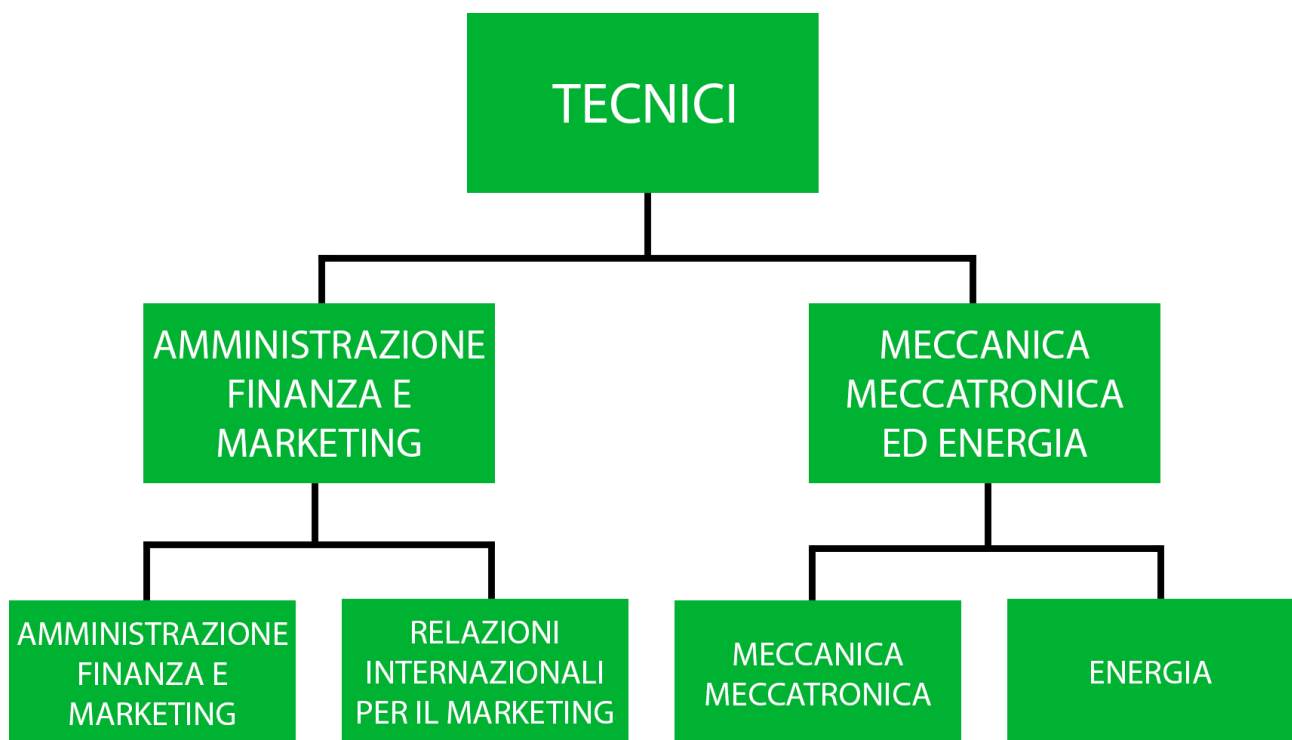 TECNICI
AMMINISTRAZIONE
FINANZA E
MARKETING
MECCANICA
MECCATRONICA
ED ENERGIA
AMMINISTRAZIONE
FINANZA E
MARKETING
RELAZIONI
INTERNAZIONALI
PER IL MARKETING
MECCANICA
MECCATRONICA
ENERGIA